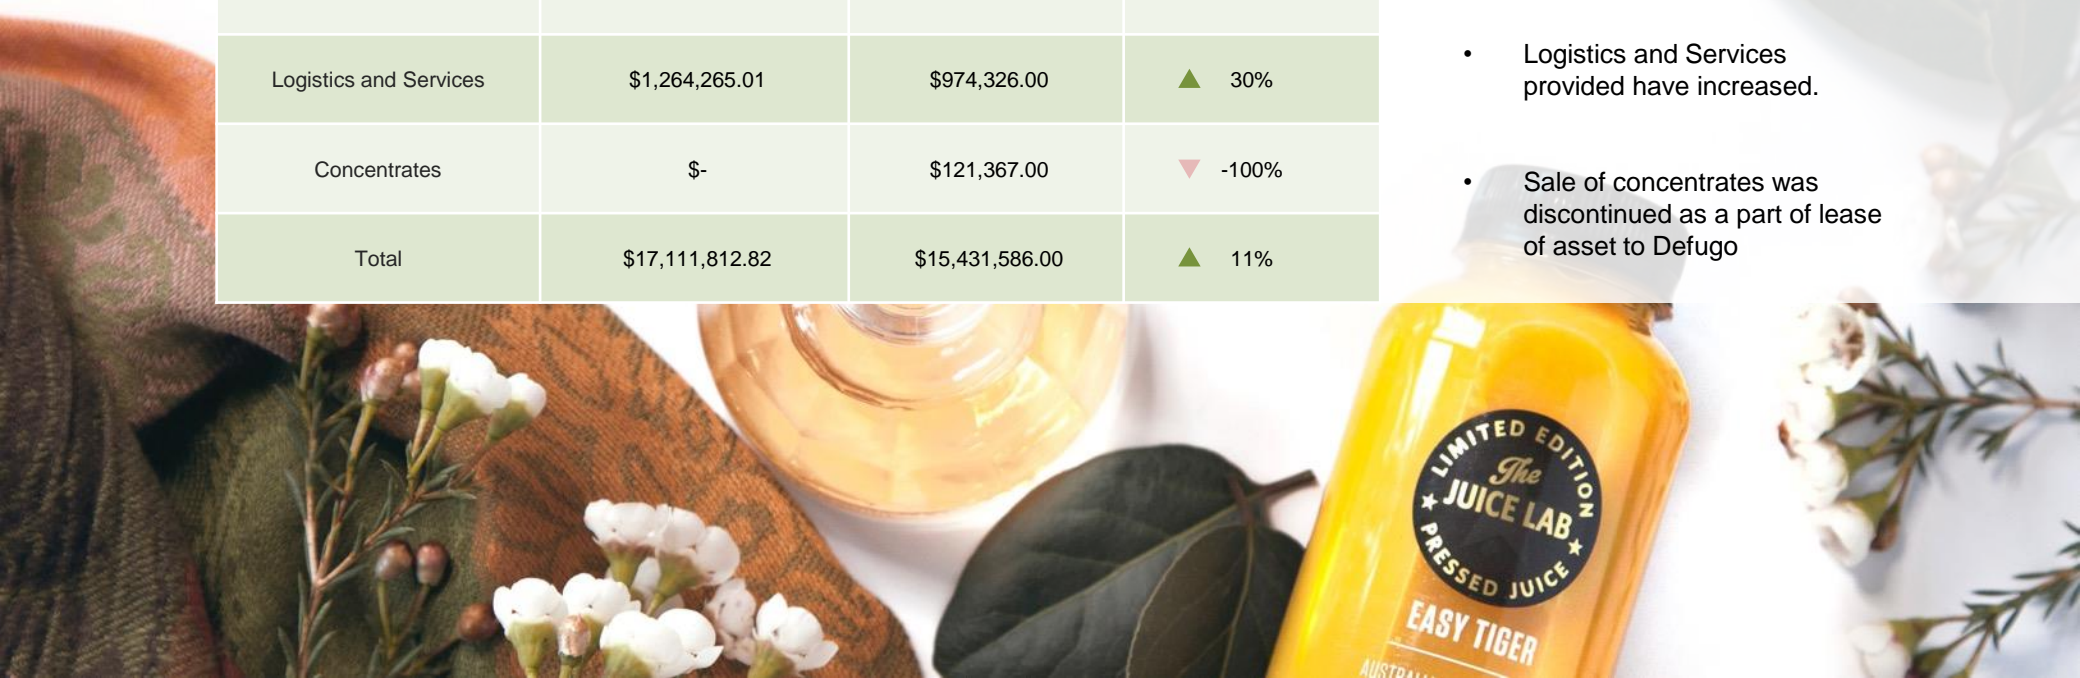 Logistics and Services $1,264,265.01 $974,326.00 ▲ 30%
Concentrates $- $121,367.00 ▼ -100%
Total $17,111,812.82 $15,431,586.00 ▲ 11%
• Logistics and Services
provided have increased.
• Sale of concentrates was
discontinued as a part of lease
of asset to Defugo
LIMITED EDITION
The
JUICE LAB
PRESSED JUICE
EASY TIGER